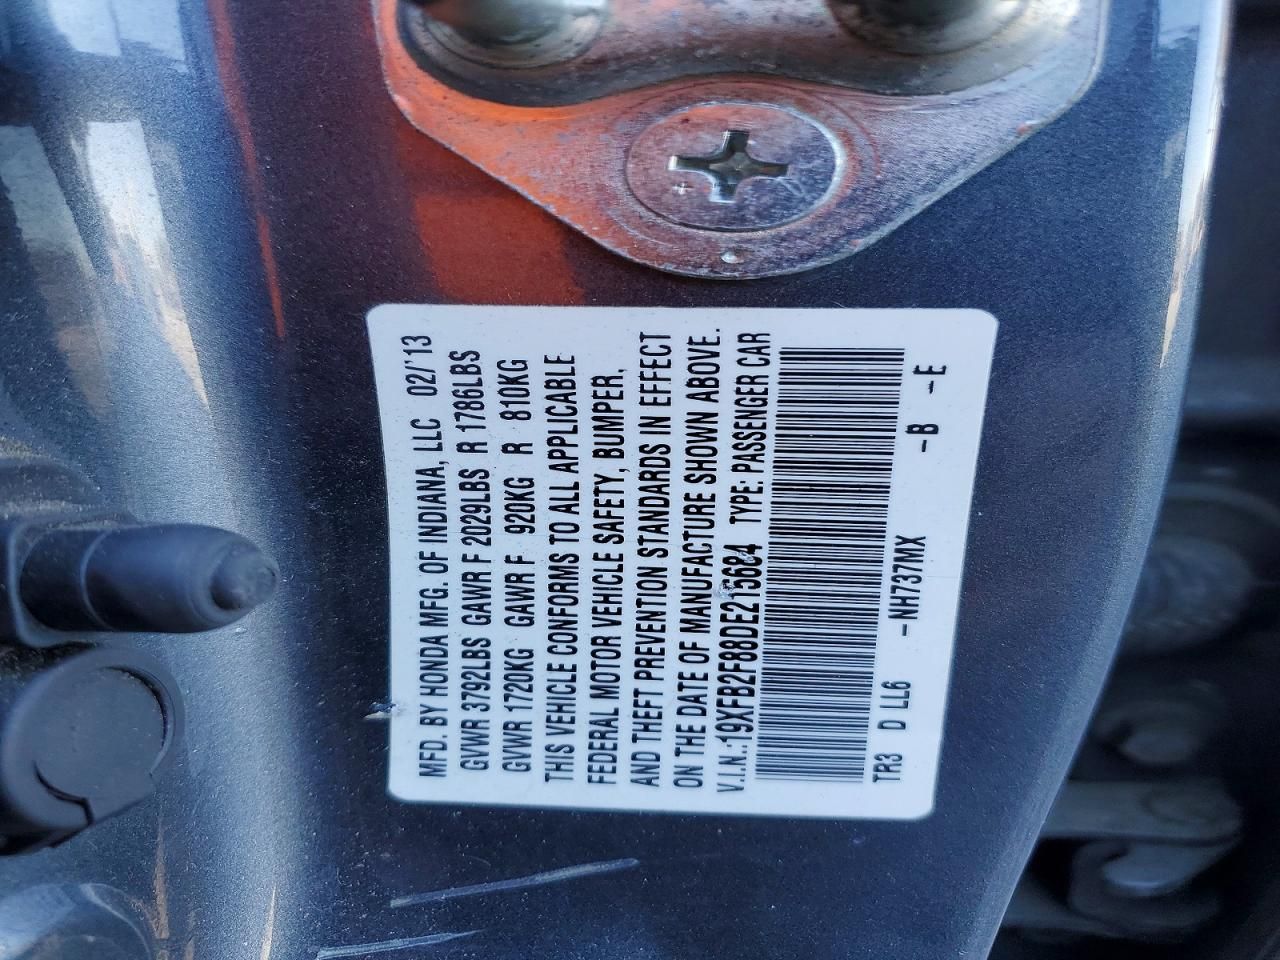 MFD. BY HONDA MFG. OF INDIANA, LLC 02/'13
GVWR 3792LBS GAWR F 2029LBS R 1786LBS
GVWR 1720KG GAWR F 920KG R 810KG
THIS VEHICLE CONFORMS TO ALL APPLICABLE
FEDERAL MOTOR VEHICLE SAFETY, BUMPER,
AND THEFT PREVENTION STANDARDS IN EFFECT
ON THE DATE OF MANUFACTURE SHOWN ABOVE.
V.I.N.:19XFB2F88DE215684 TYPE: PASSENGER CAR
TR3 D LL6 -NH737MX -B -E